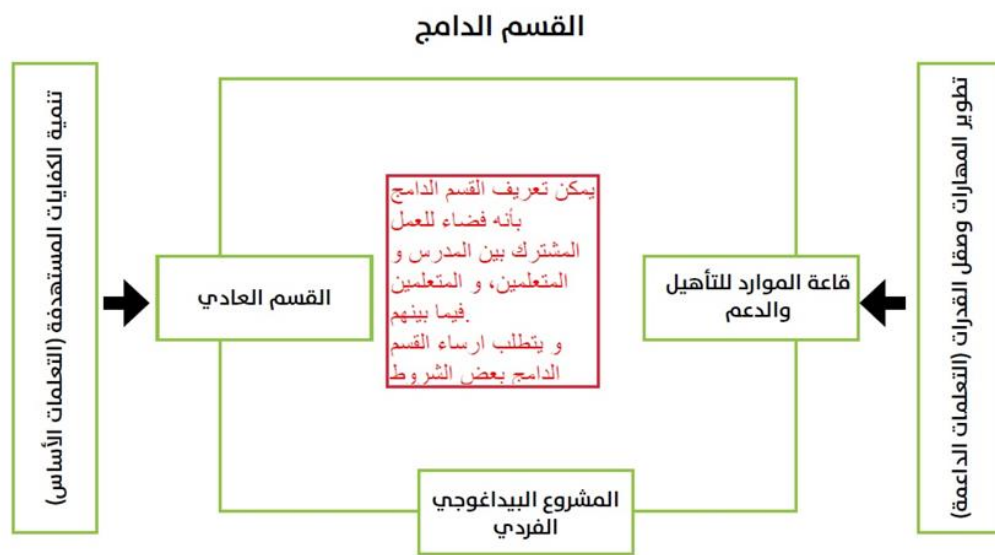 القسم الدامج
تطوير المهارات وصقل القدرات (التعلمات الداعمة)
قاعة الموارد للتأهيل
والدعم
يمكن تعريف القسم الدامج
بأنه فضاء للعمل
المشترك بين المدرس و
المتعلمين، و المتعلمين
فيما بينهم.
و يتطلب ارساء القسم
الدامج بعض الشروط
القسم العادي
تنمية الكفايات المستهدفة (التعلمات الأساس)
المشروع البيداغوجي
الفردي